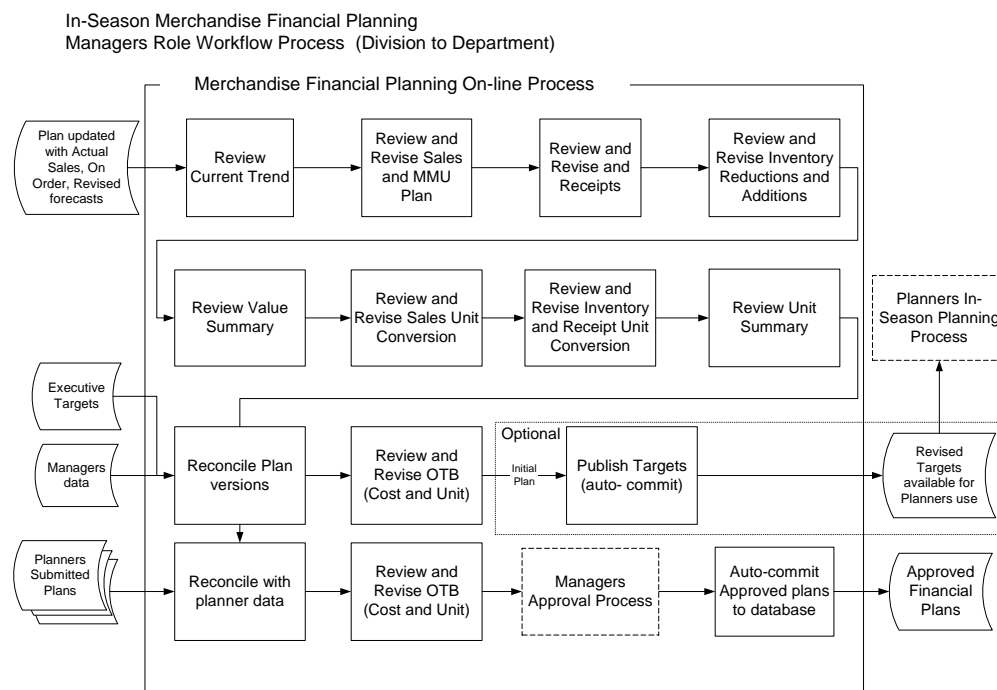 In-Season Merchandise Financial Planning
Managers Role Workflow Process  (Division to Department)
Merchandise Financial Planning On-line Process
Plan updated
with Actual
Sales, On
Order, Revised
forecasts
Review
Current Trend
Review and
Revise Sales
and MMU
Plan
Review and
Revise and
Receipts
Review and
Revise Inventory
Reductions and
Additions
Review Value
Summary
Review and
Revise Sales Unit
Conversion
Review and
Revise Inventory
and Receipt Unit
Conversion
Review Unit
Summary
Planners In-
Season Planning
Process
Executive
Targets
Managers
data
Reconcile Plan
versions
Review and
Revise OTB
(Cost and Unit)
Optional
Initial
Plan
Publish Targets
(auto- commit)
Revised
Targets
available for
Planners use
Planners
Submitted
Plans
Reconcile with
planner data
Review and
Revise OTB
(Cost and Unit)
Managers
Approval Process
Auto-commit
Approved plans
to database
Approved
Financial
Plans